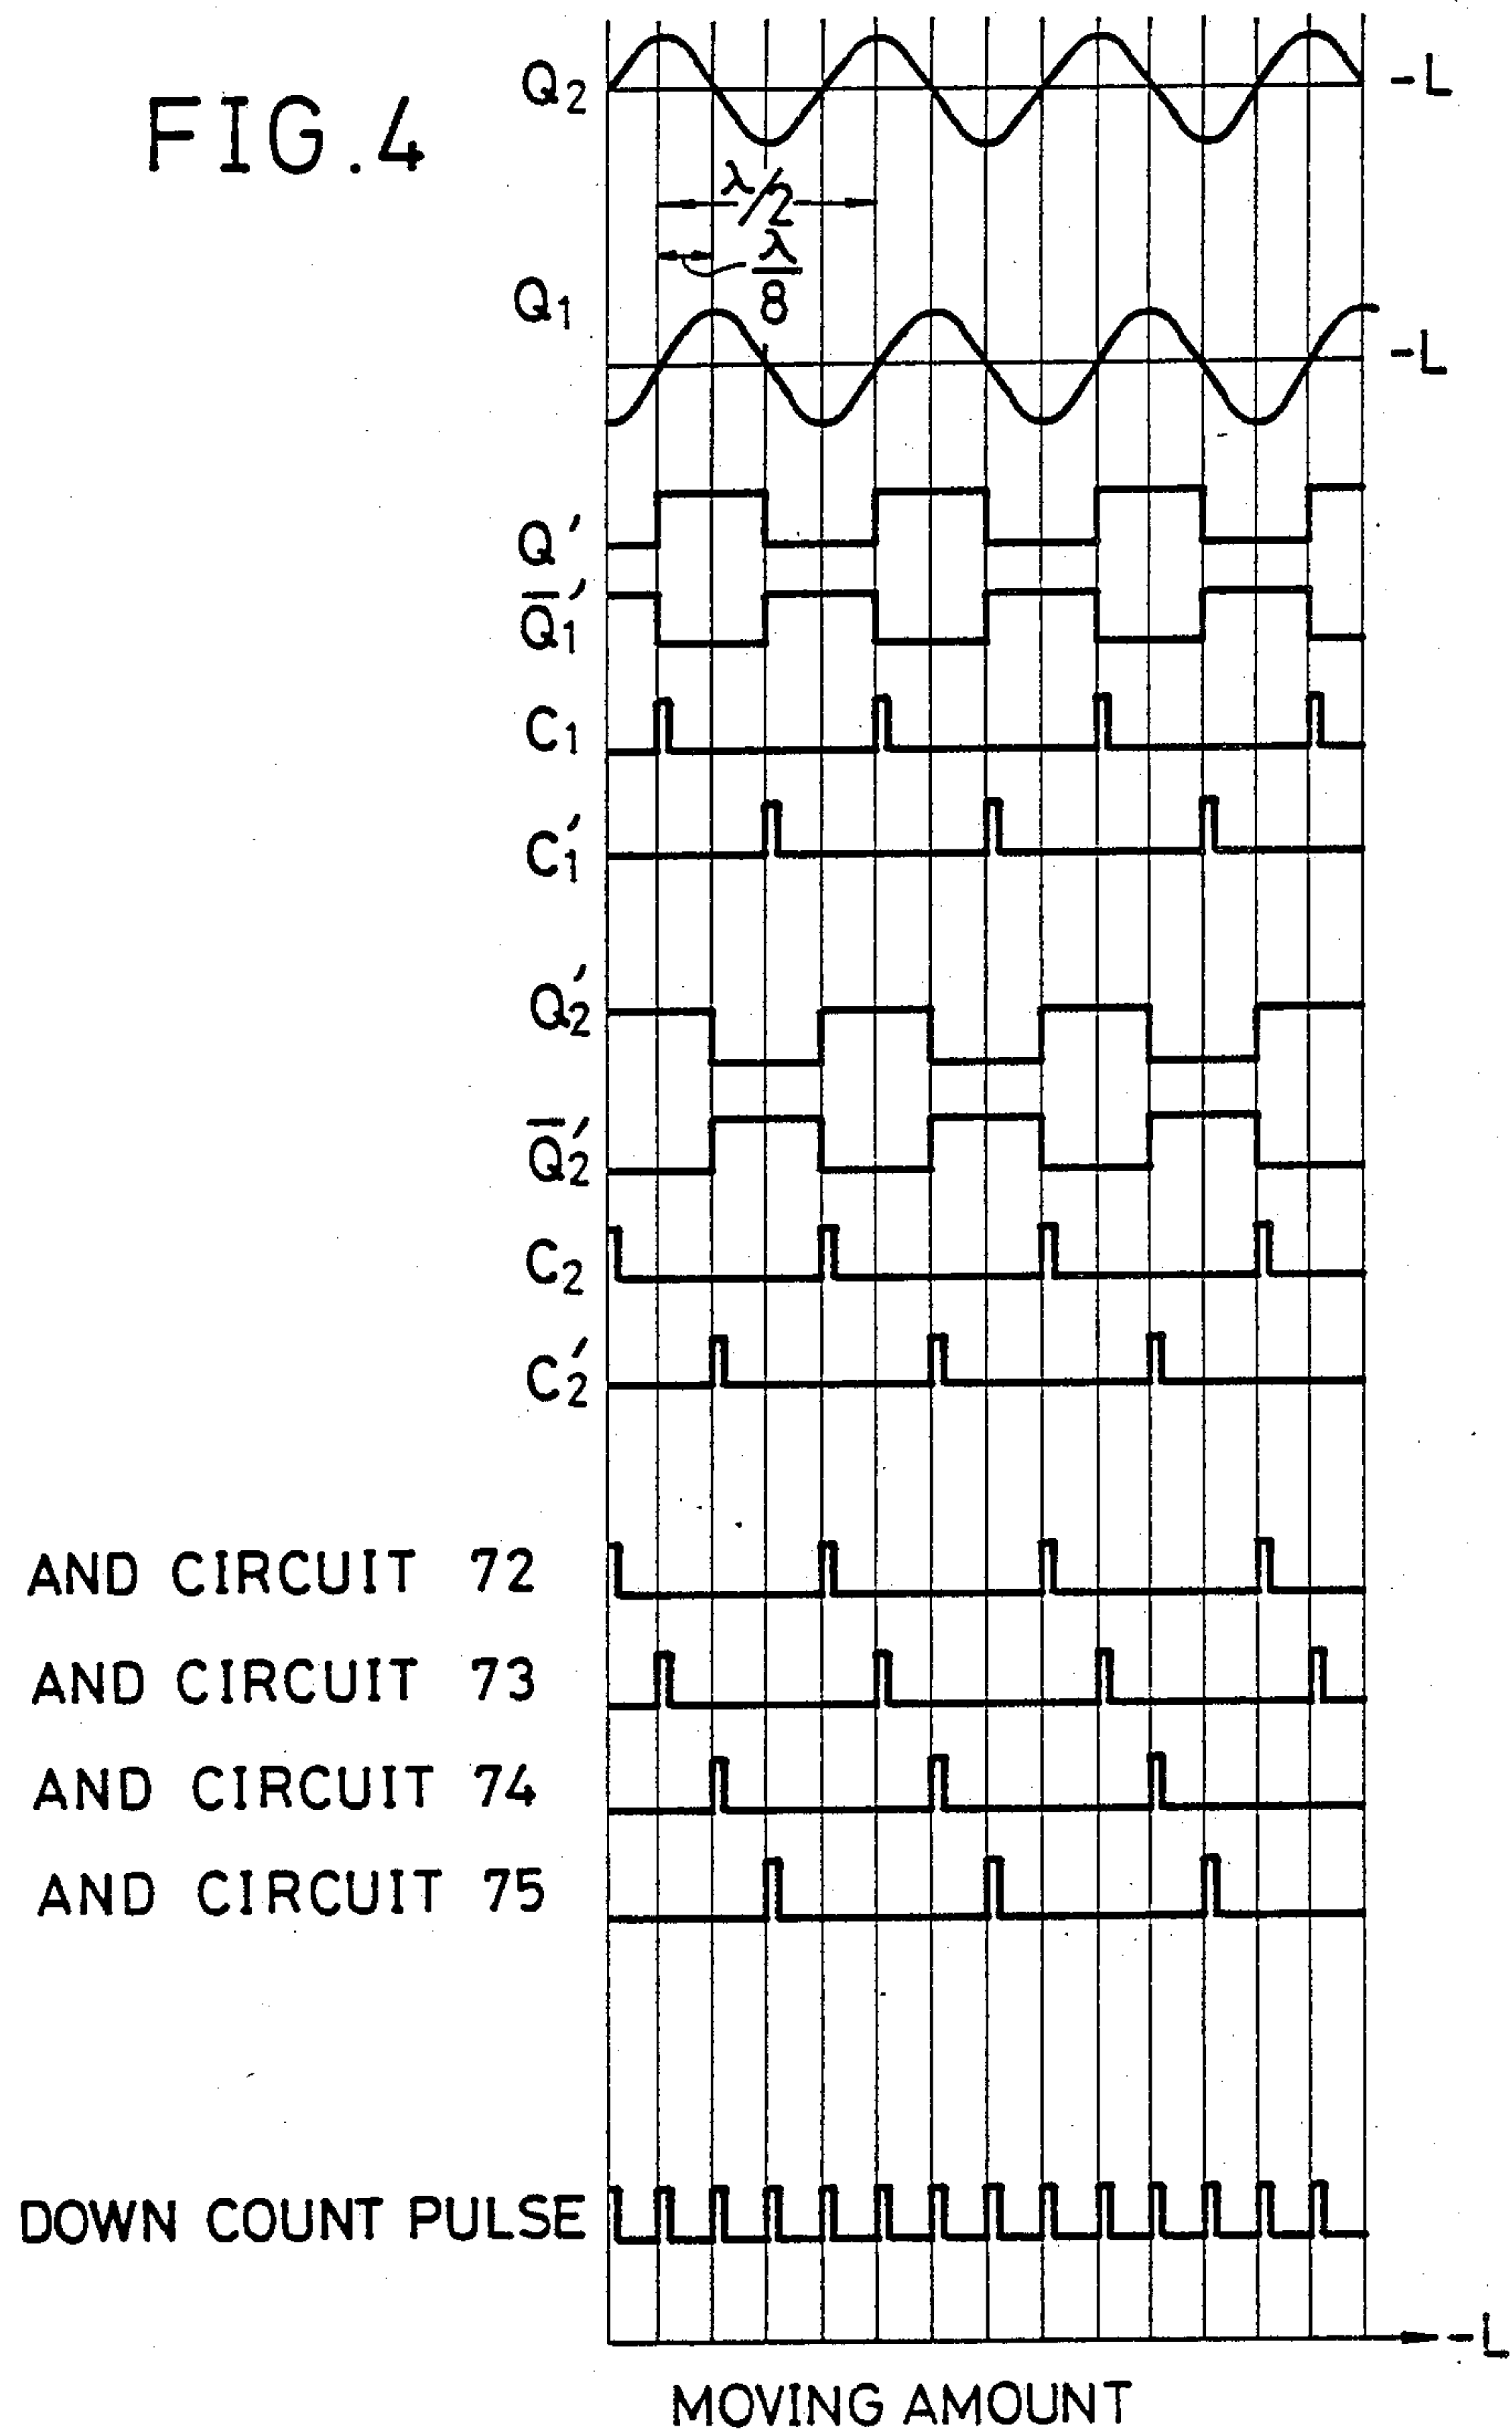 FIG.4
Q2
-L
λ/2
λ/8
Q1
-L
Q′
Q̄1′
C1
C1′
Q2′
Q̄2′
C2
C2′
AND CIRCUIT 72
AND CIRCUIT 73
AND CIRCUIT 74
AND CIRCUIT 75
DOWN COUNT PULSE
-L
MOVING AMOUNT